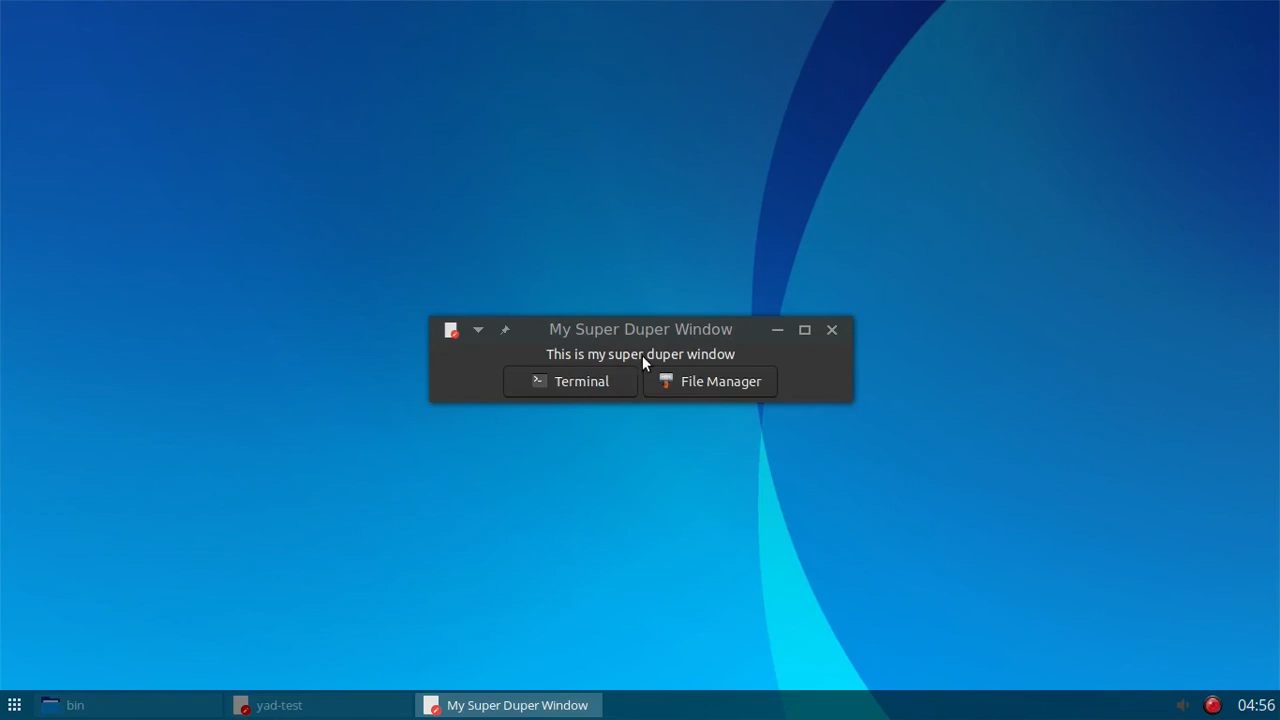 My Super Duper Window
This is my super duper window
Terminal
File Manager
bin
yad-test
My Super Duper Window
04:56